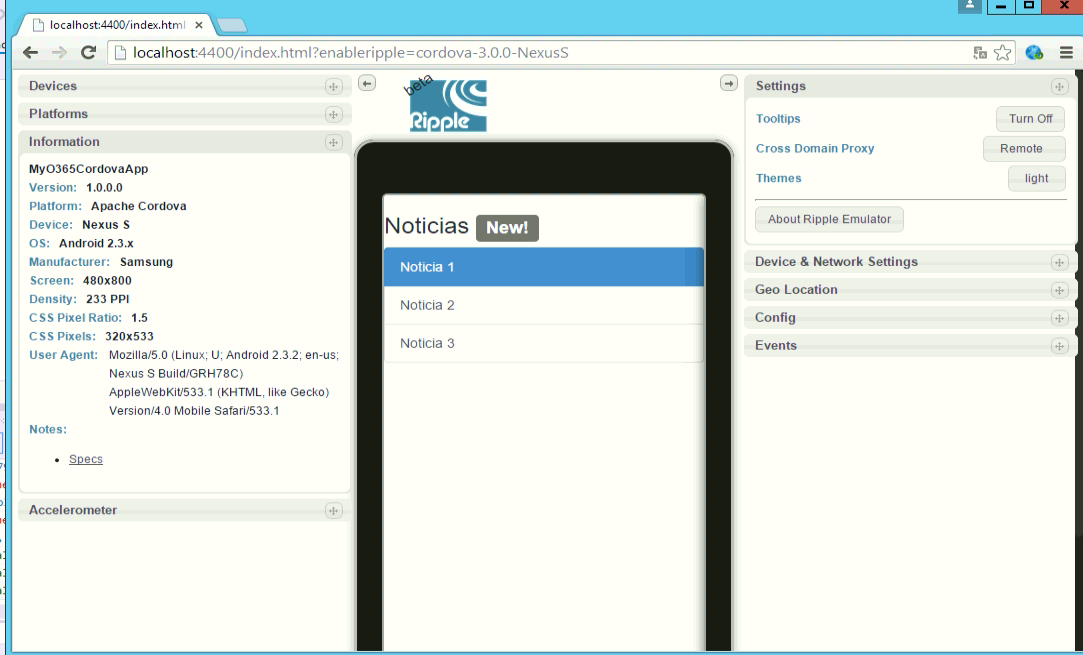 localhost:4400/index.html
localhost:4400/index.html?enableripple=cordova-3.0.0-NexusS
Devices
Platforms
Information
MyO365CordovaApp
Version: 1.0.0.0
Platform: Apache Cordova
Device: Nexus S
OS: Android 2.3.x
Manufacturer: Samsung
Screen: 480x800
Density: 233 PPI
CSS Pixel Ratio: 1.5
CSS Pixels: 320x533
User Agent: Mozilla/5.0 (Linux; U; Android 2.3.2; en-us;
Nexus S Build/GRH78C)
AppleWebKit/533.1 (KHTML, like Gecko)
Version/4.0 Mobile Safari/533.1
Notes:
Specs
Accelerometer
beta
Ripple
Noticias New!
Noticia 1
Noticia 2
Noticia 3
Settings
Tooltips Turn Off
Cross Domain Proxy Remote
Themes light
About Ripple Emulator
Device & Network Settings
Geo Location
Config
Events